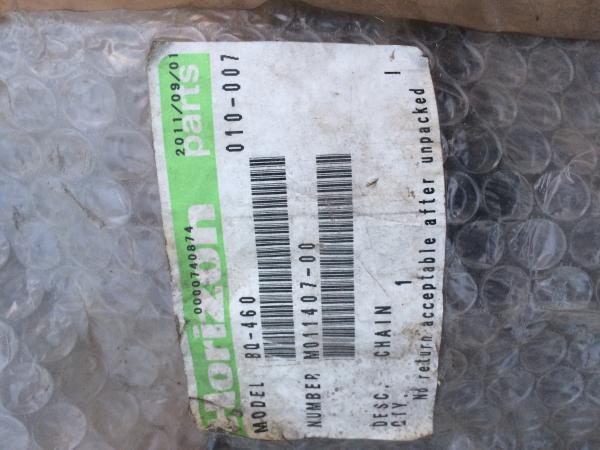 0000740874 2011/09/01
Horizon parts
010-007
MODEL BQ-460
NUMBER M011407-00
DESC. CHAIN
QTY. 1
No return acceptable after unpacked 1